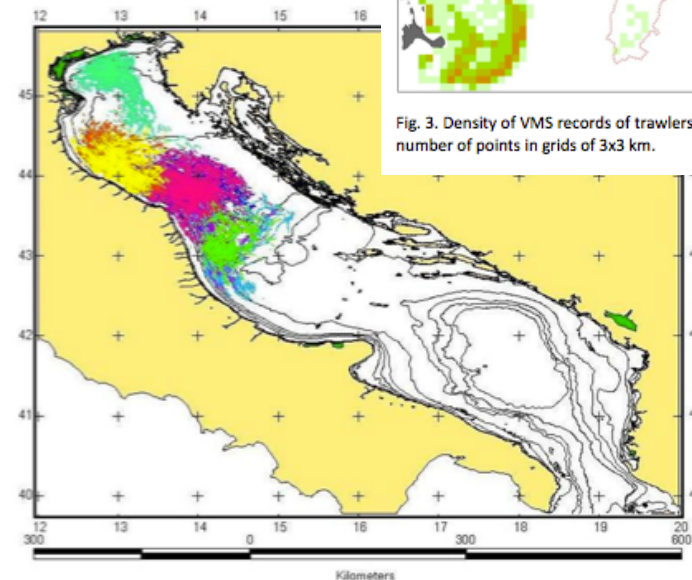 12 13 14 15 16
Fig. 3. Density of VMS records of trawlers
number of points in grids of 3x3 km.
45
44
43
42
41
40
12 13 14 15 16 17 18 19 20
300 0 300 600
Kilometers